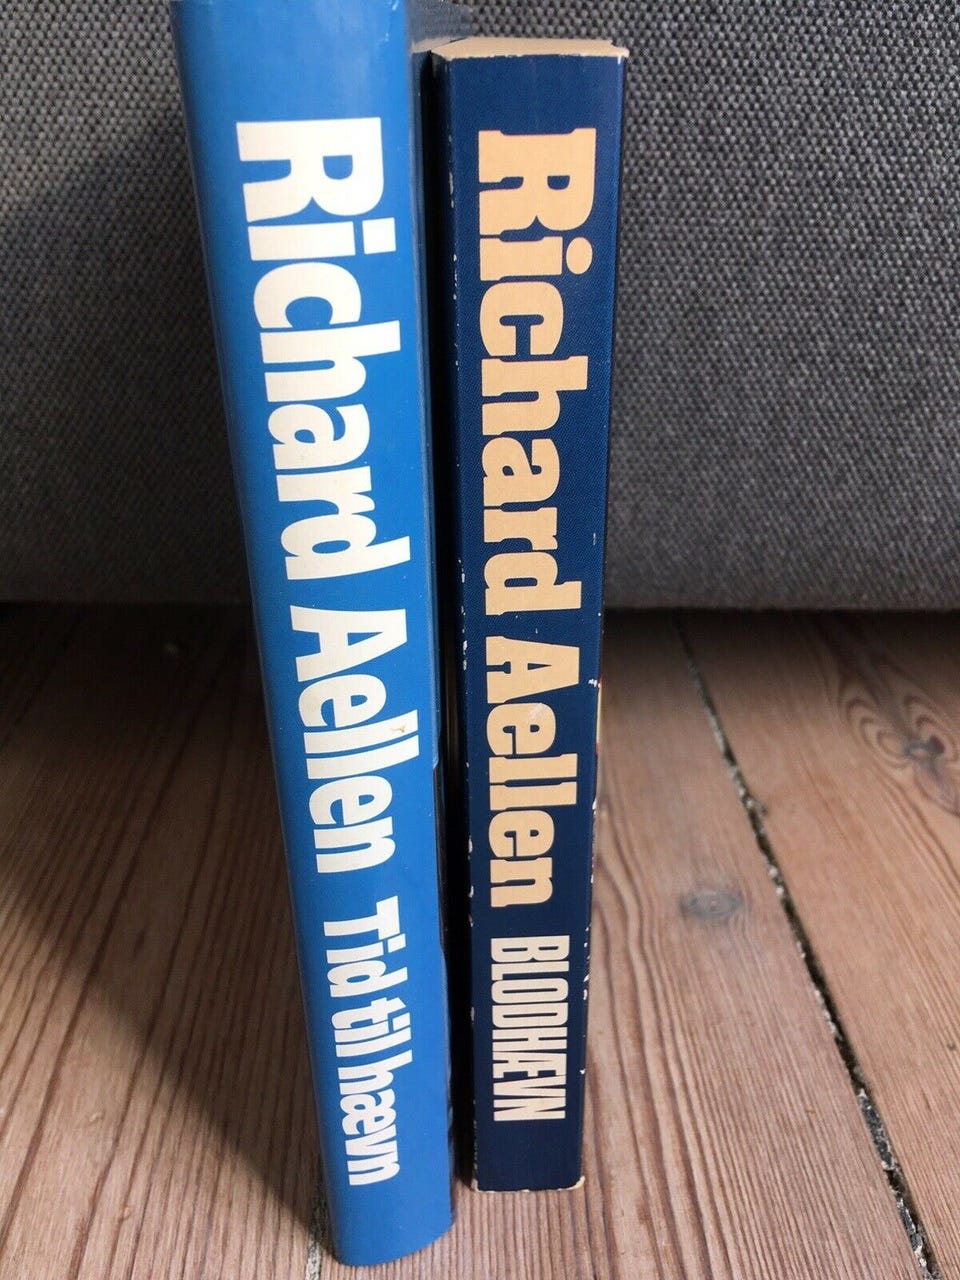 Richard Aellen Tid til hævn
Richard Aellen BLODHÆVN